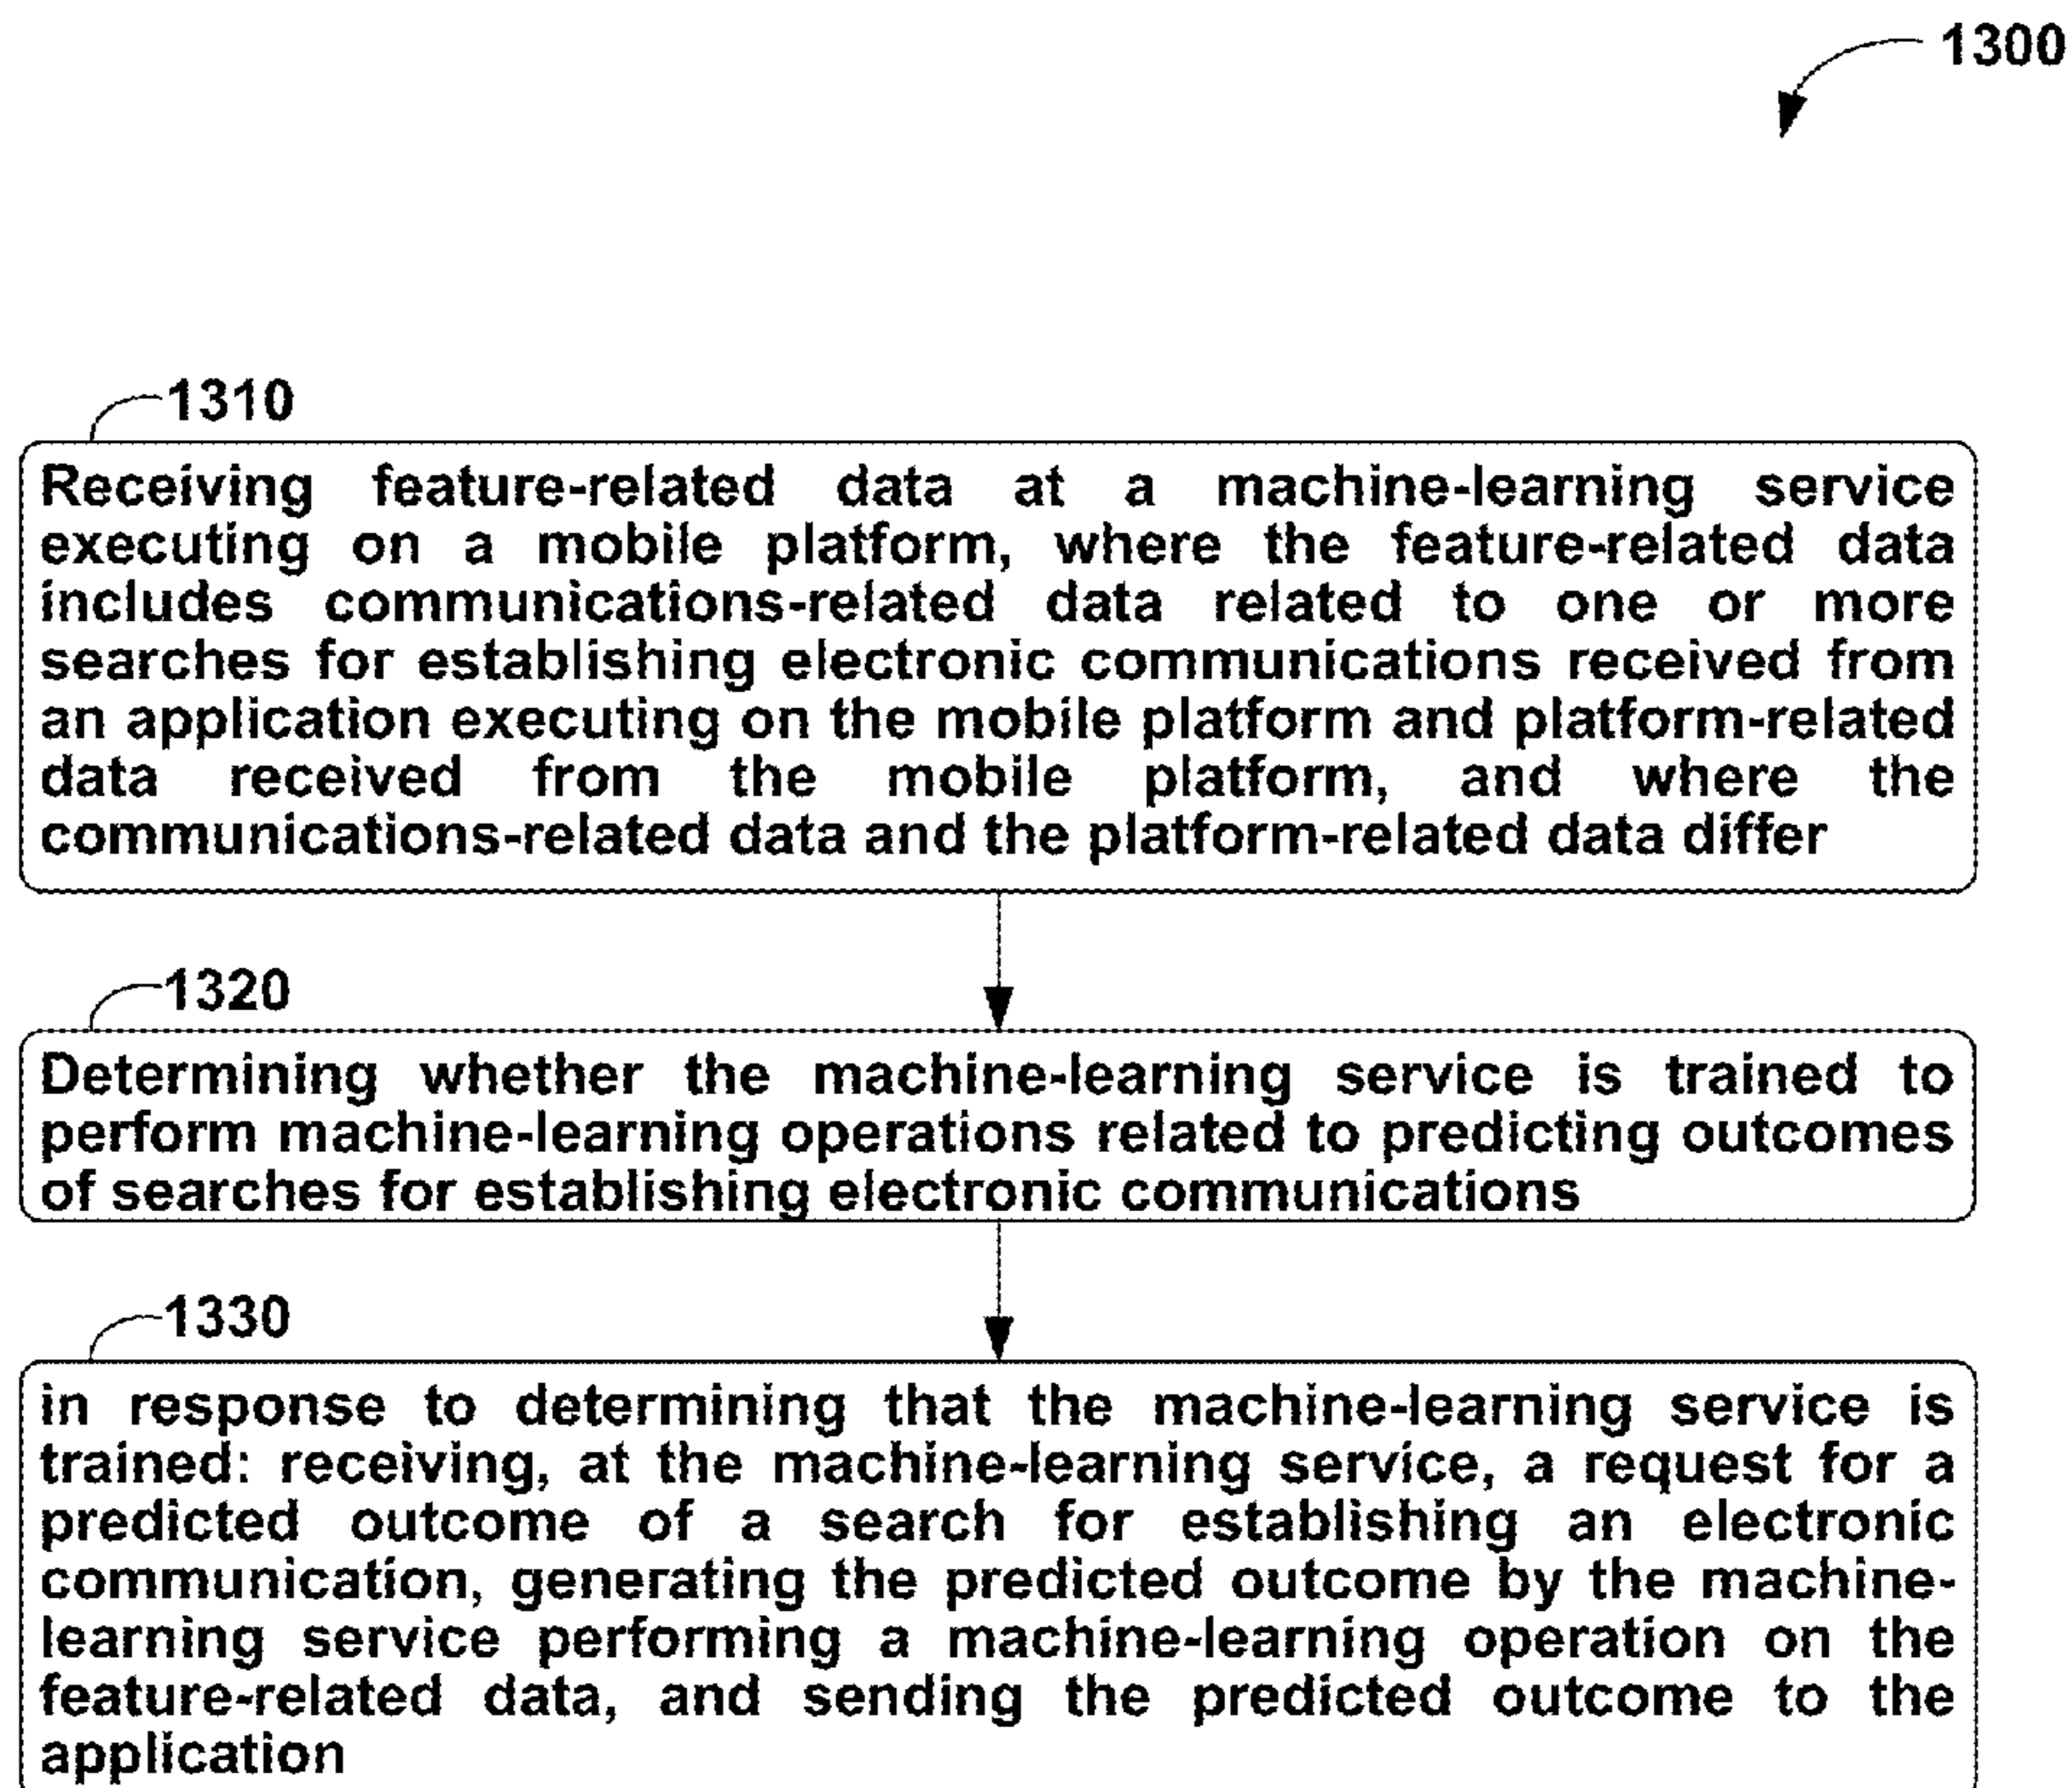 1300
1310
Receiving feature-related data at a machine-learning service
executing on a mobile platform, where the feature-related data
includes communications-related data related to one or more
searches for establishing electronic communications received from
an application executing on the mobile platform and platform-related
data received from the mobile platform, and where the
communications-related data and the platform-related data differ
1320
Determining whether the machine-learning service is trained to
perform machine-learning operations related to predicting outcomes
of searches for establishing electronic communications
1330
in response to determining that the machine-learning service is
trained: receiving, at the machine-learning service, a request for a
predicted outcome of a search for establishing an electronic
communication, generating the predicted outcome by the machine-
learning service performing a machine-learning operation on the
feature-related data, and sending the predicted outcome to the
application